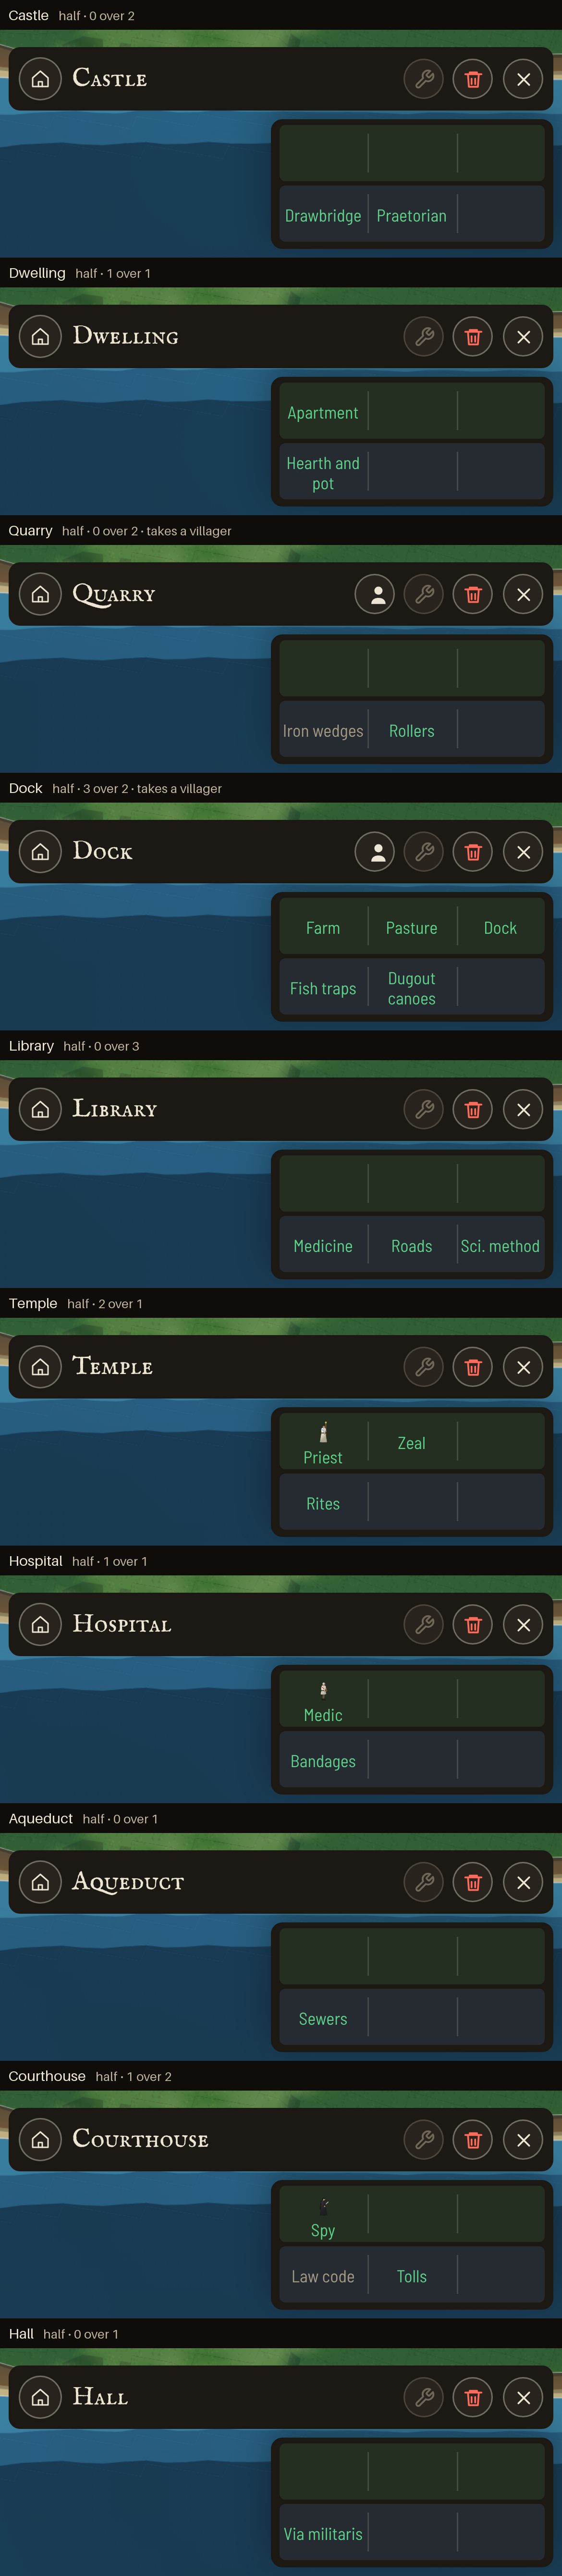 Castle half · 0 over 2
Castle
Drawbridge Praetorian
Dwelling half · 1 over 1
Dwelling
Apartment
Hearth and
pot
Quarry half · 0 over 2 · takes a villager
Quarry
Iron wedges Rollers
Dock half · 3 over 2 · takes a villager
Dock
Farm Pasture Dock
Fish traps Dugout
canoes
Library half · 0 over 3
Library
Medicine Roads Sci. method
Temple half · 2 over 1
Temple
Priest Zeal
Rites
Hospital half · 1 over 1
Hospital
Medic
Bandages
Aqueduct half · 0 over 1
Aqueduct
Sewers
Courthouse half · 1 over 2
Courthouse
Spy
Law code Tolls
Hall half · 0 over 1
Hall
Via militaris